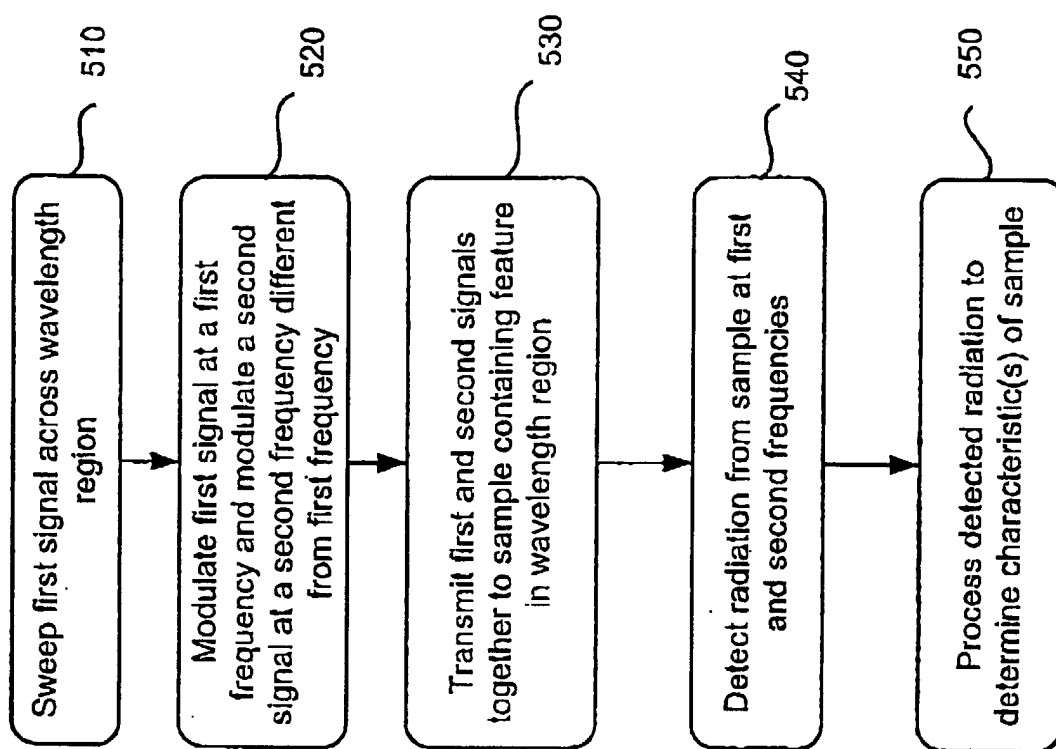 Sweep first signal across wavelength
region
510
Modulate first signal at a first
frequency and modulate a second
signal at a second frequency different
from first frequency
520
Transmit first and second signals
together to sample containing feature
in wavelength region
530
Detect radiation from sample at first
and second frequencies
540
Process detected radiation to
determine characteristic(s) of sample
550